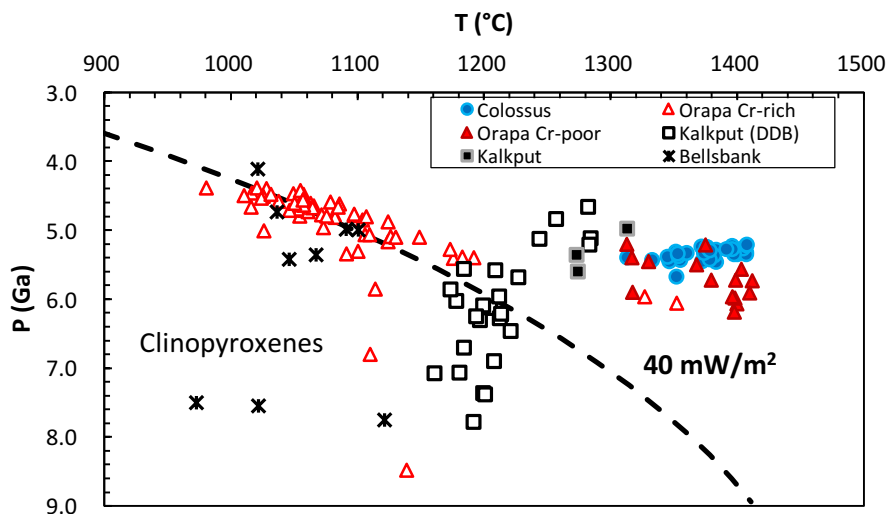 T (°C)
900 1000 1100 1200 1300 1400 1500
3.0
4.0
5.0
6.0
7.0
8.0
9.0
P (Ga)
Colossus Orapa Cr-rich
Orapa Cr-poor Kalkput (DDB)
Kalkput Bellsbank
Clinopyroxenes
40 mW/m²